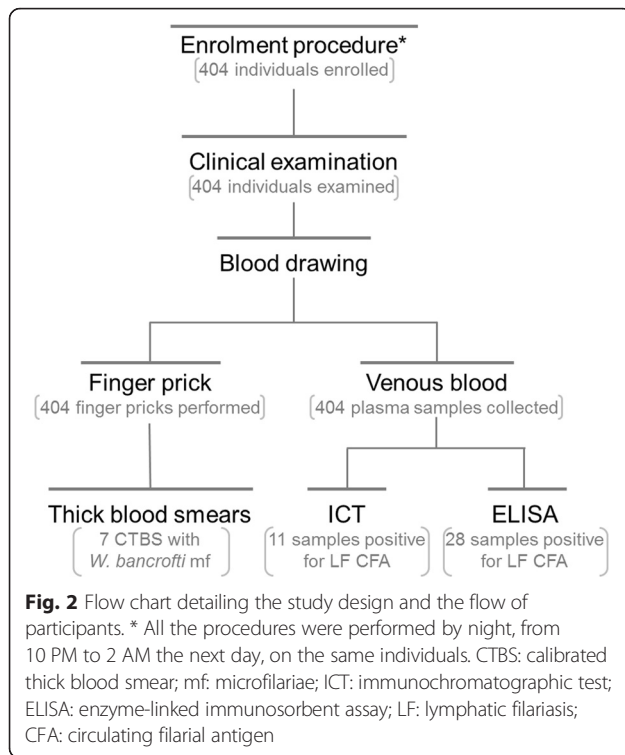 Enrolment procedure*
(404 individuals enrolled)
Clinical examination
(404 individuals examined)
Blood drawing
Finger prick
(404 finger pricks performed)
Venous blood
(404 plasma samples collected)
Thick blood smears
(7 CTBS with
W. bancrofti mf)
ICT
(11 samples positive
for LF CFA)
ELISA
(28 samples positive
for LF CFA)
Fig. 2 Flow chart detailing the study design and the flow of
participants. * All the procedures were performed by night, from
10 PM to 2 AM the next day, on the same individuals. CTBS: calibrated
thick blood smear; mf: microfilariae; ICT: immunochromatographic test;
ELISA: enzyme-linked immunosorbent assay; LF: lymphatic filariasis;
CFA: circulating filarial antigen